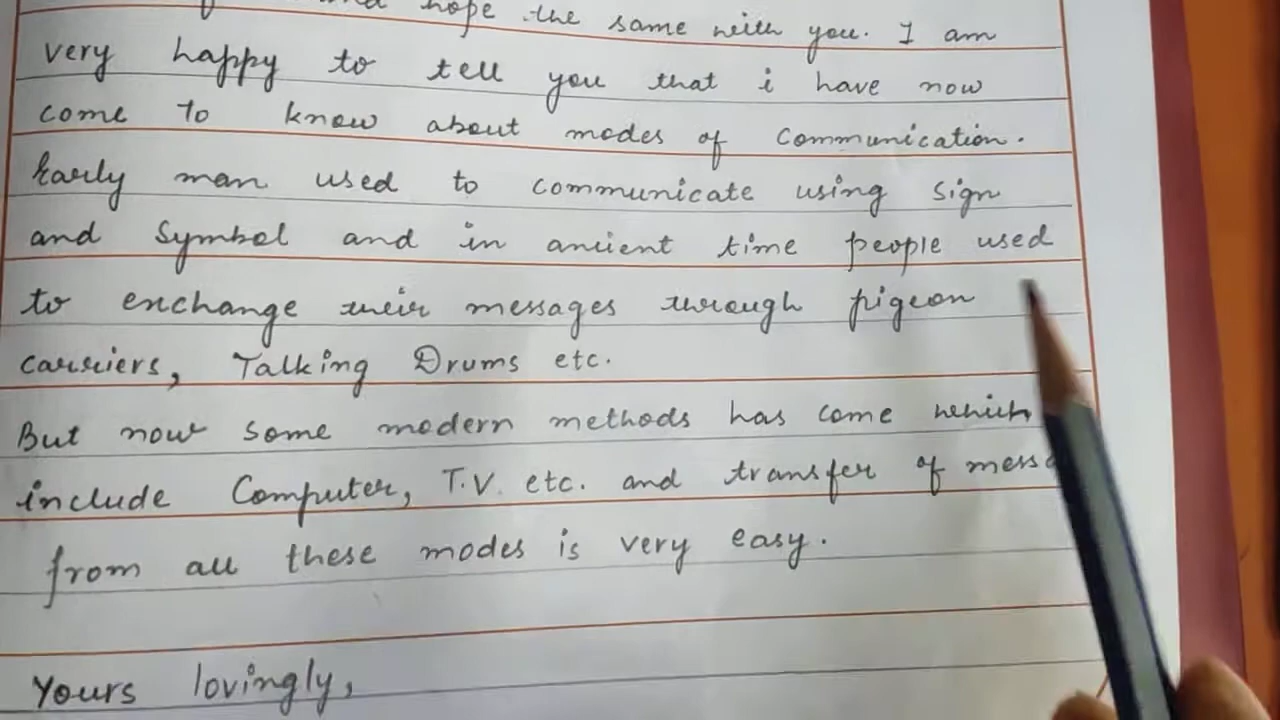 hope the same with you. I am
very happy to tell you that i have now
come to know about modes of communication.
Early man used to communicate using sign
and symbol and in ancient time people used
to exchange their messages through pigeon
carriers, Talking Drums etc.
But now some modern methods has come which
include Computer, T.V. etc. and transfer of
from all these modes is very easy.
Yours lovingly,